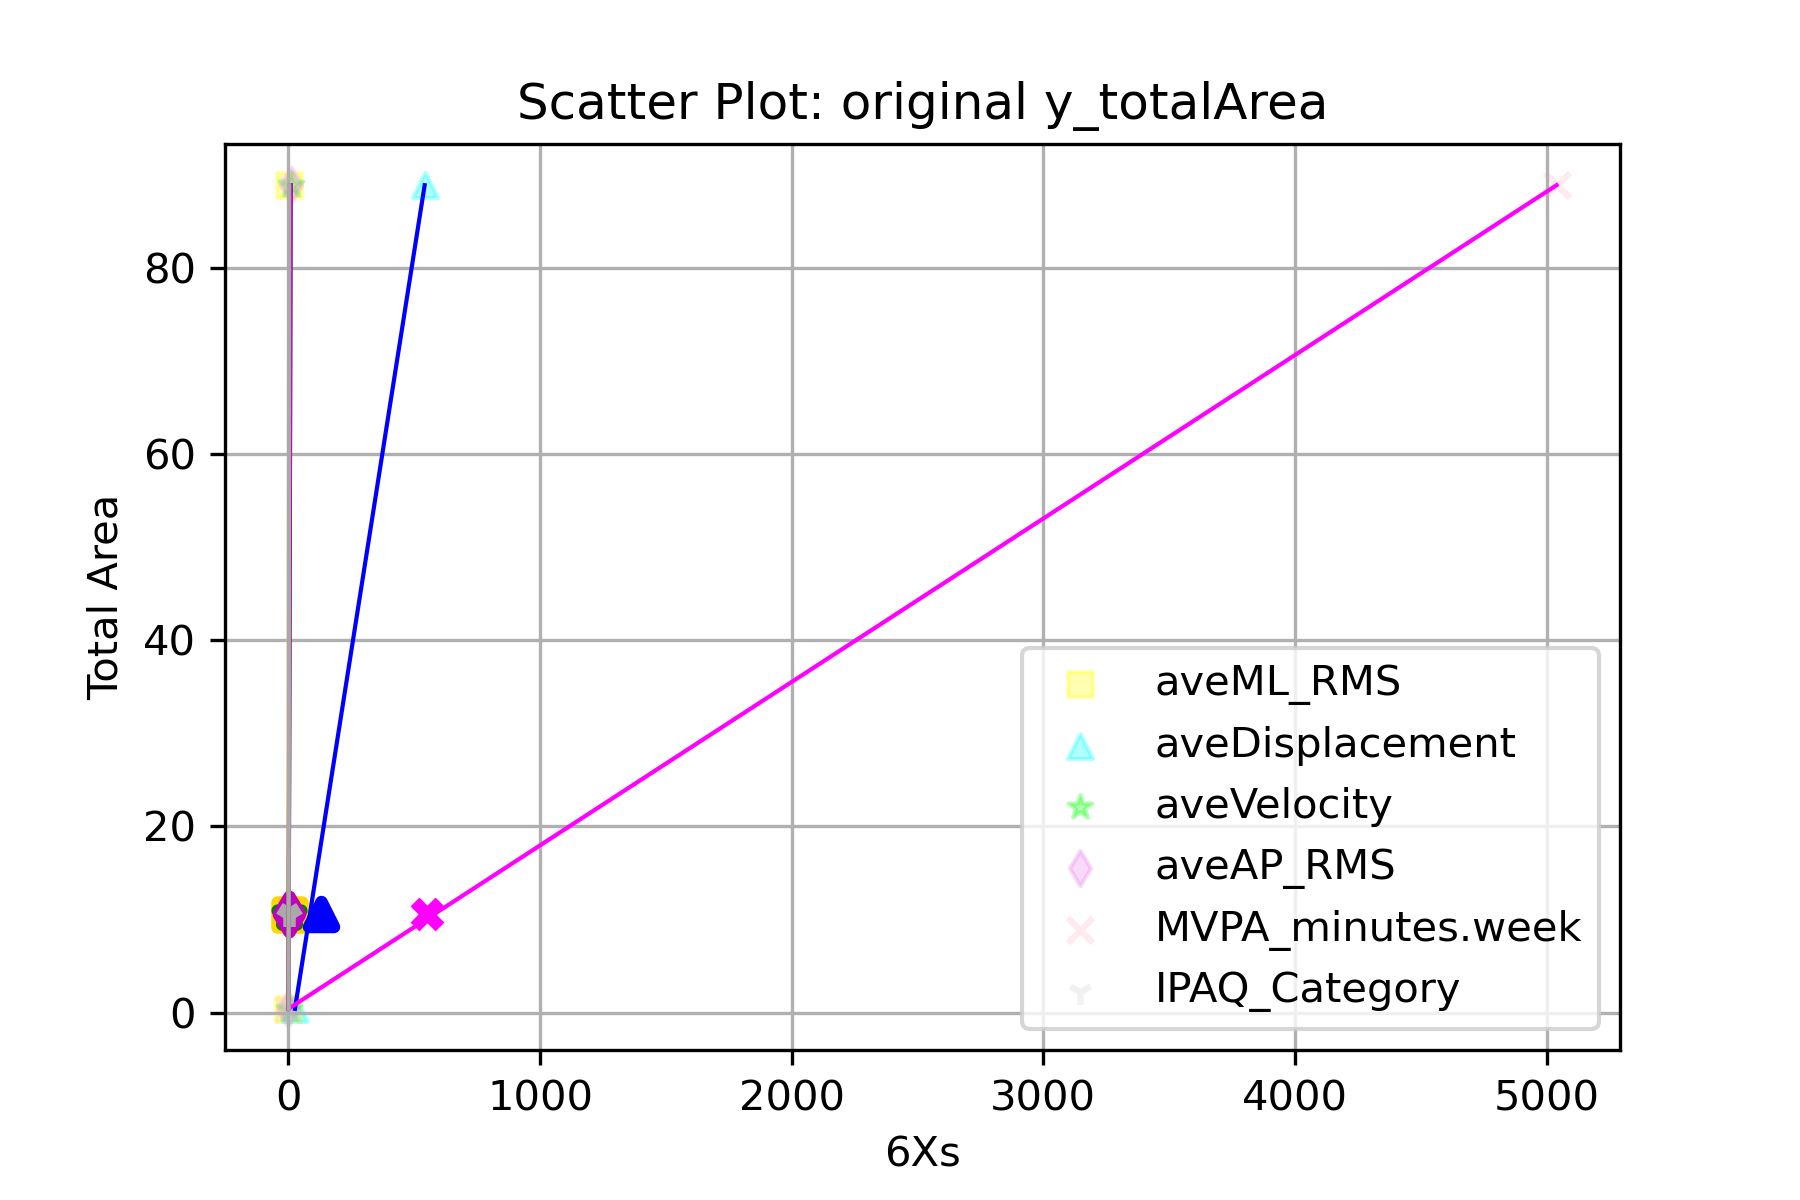 Scatter Plot: original y_totalArea
80
60
40
20
0
Total Area
aveML_RMS
aveDisplacement
aveVelocity
aveAP_RMS
MVPA_minutes.week
IPAQ_Category
0 1000 2000 3000 4000 5000
6Xs